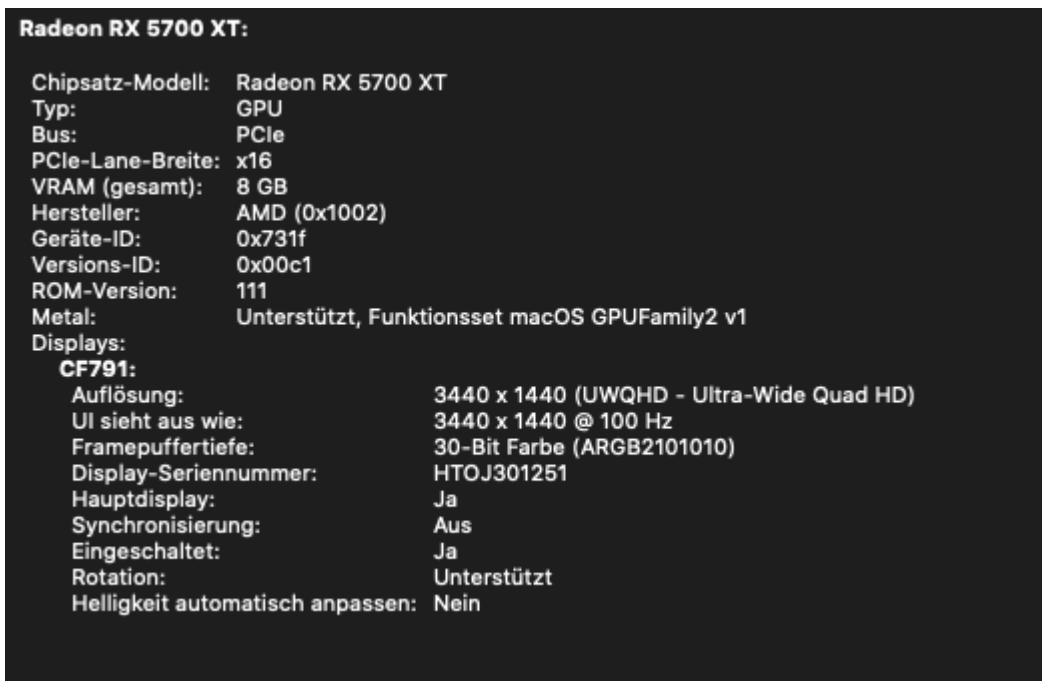 Radeon RX 5700 XT:
Chipsatz-Modell: Radeon RX 5700 XT
Typ: GPU
Bus: PCIe
PCIe-Lane-Breite: x16
VRAM (gesamt): 8 GB
Hersteller: AMD (0x1002)
Geräte-ID: 0x731f
Versions-ID: 0x00c1
ROM-Version: 111
Metal: Unterstützt, Funktionsset macOS GPUFamily2 v1
Displays:
CF791:
Auflösung: 3440 x 1440 (UWQHD - Ultra-Wide Quad HD)
UI sieht aus wie: 3440 x 1440 @ 100 Hz
Framepuffertiefe: 30-Bit Farbe (ARGB2101010)
Display-Seriennummer: HTOJ301251
Hauptdisplay: Ja
Synchronisierung: Aus
Eingeschaltet: Ja
Rotation: Unterstützt
Helligkeit automatisch anpassen: Nein